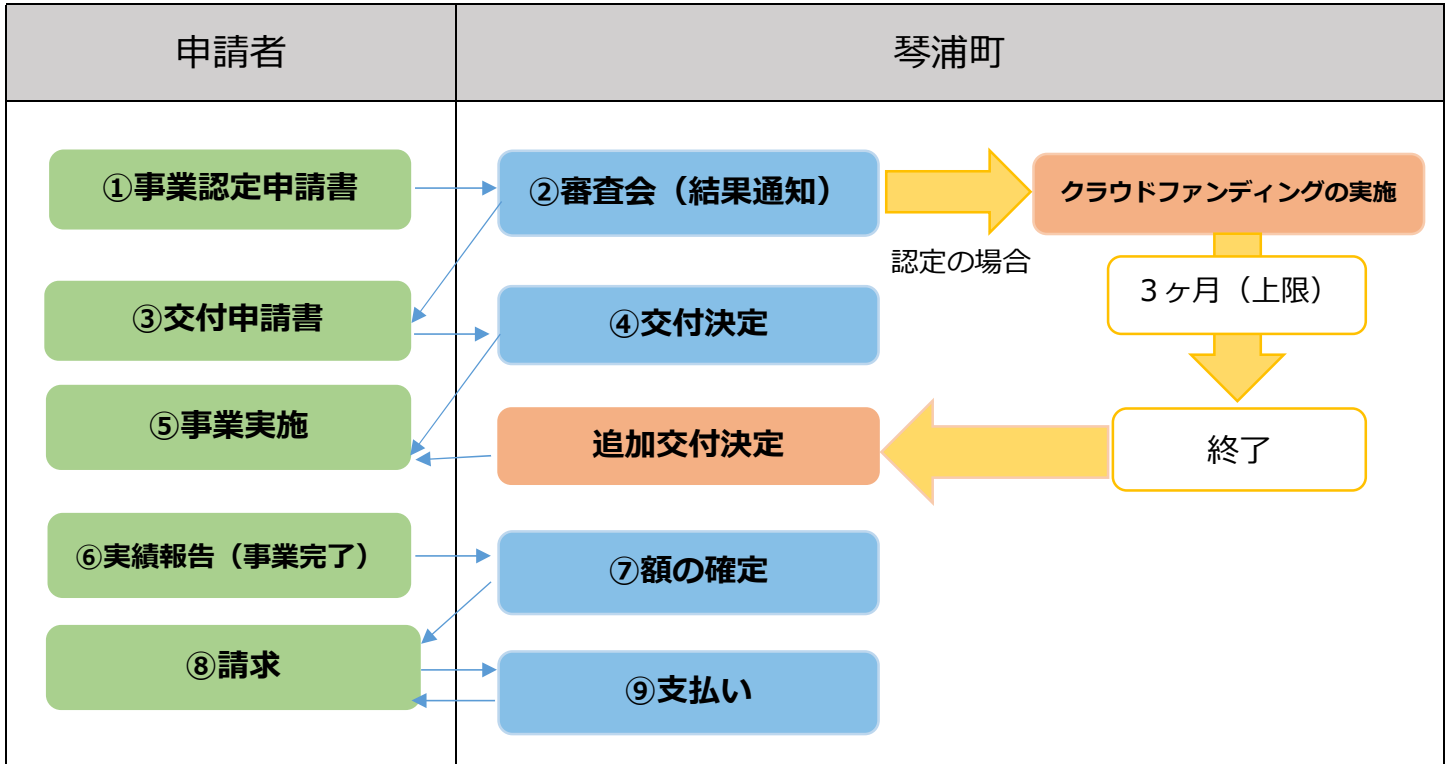 申請者
琴浦町
①事業認定申請書
②審査会（結果通知）
クラウドファンディングの実施
認定の場合
３ヶ月（上限）
③交付申請書
④交付決定
⑤事業実施
追加交付決定
終了
⑥実績報告（事業完了）
⑦額の確定
⑧請求
⑨支払い